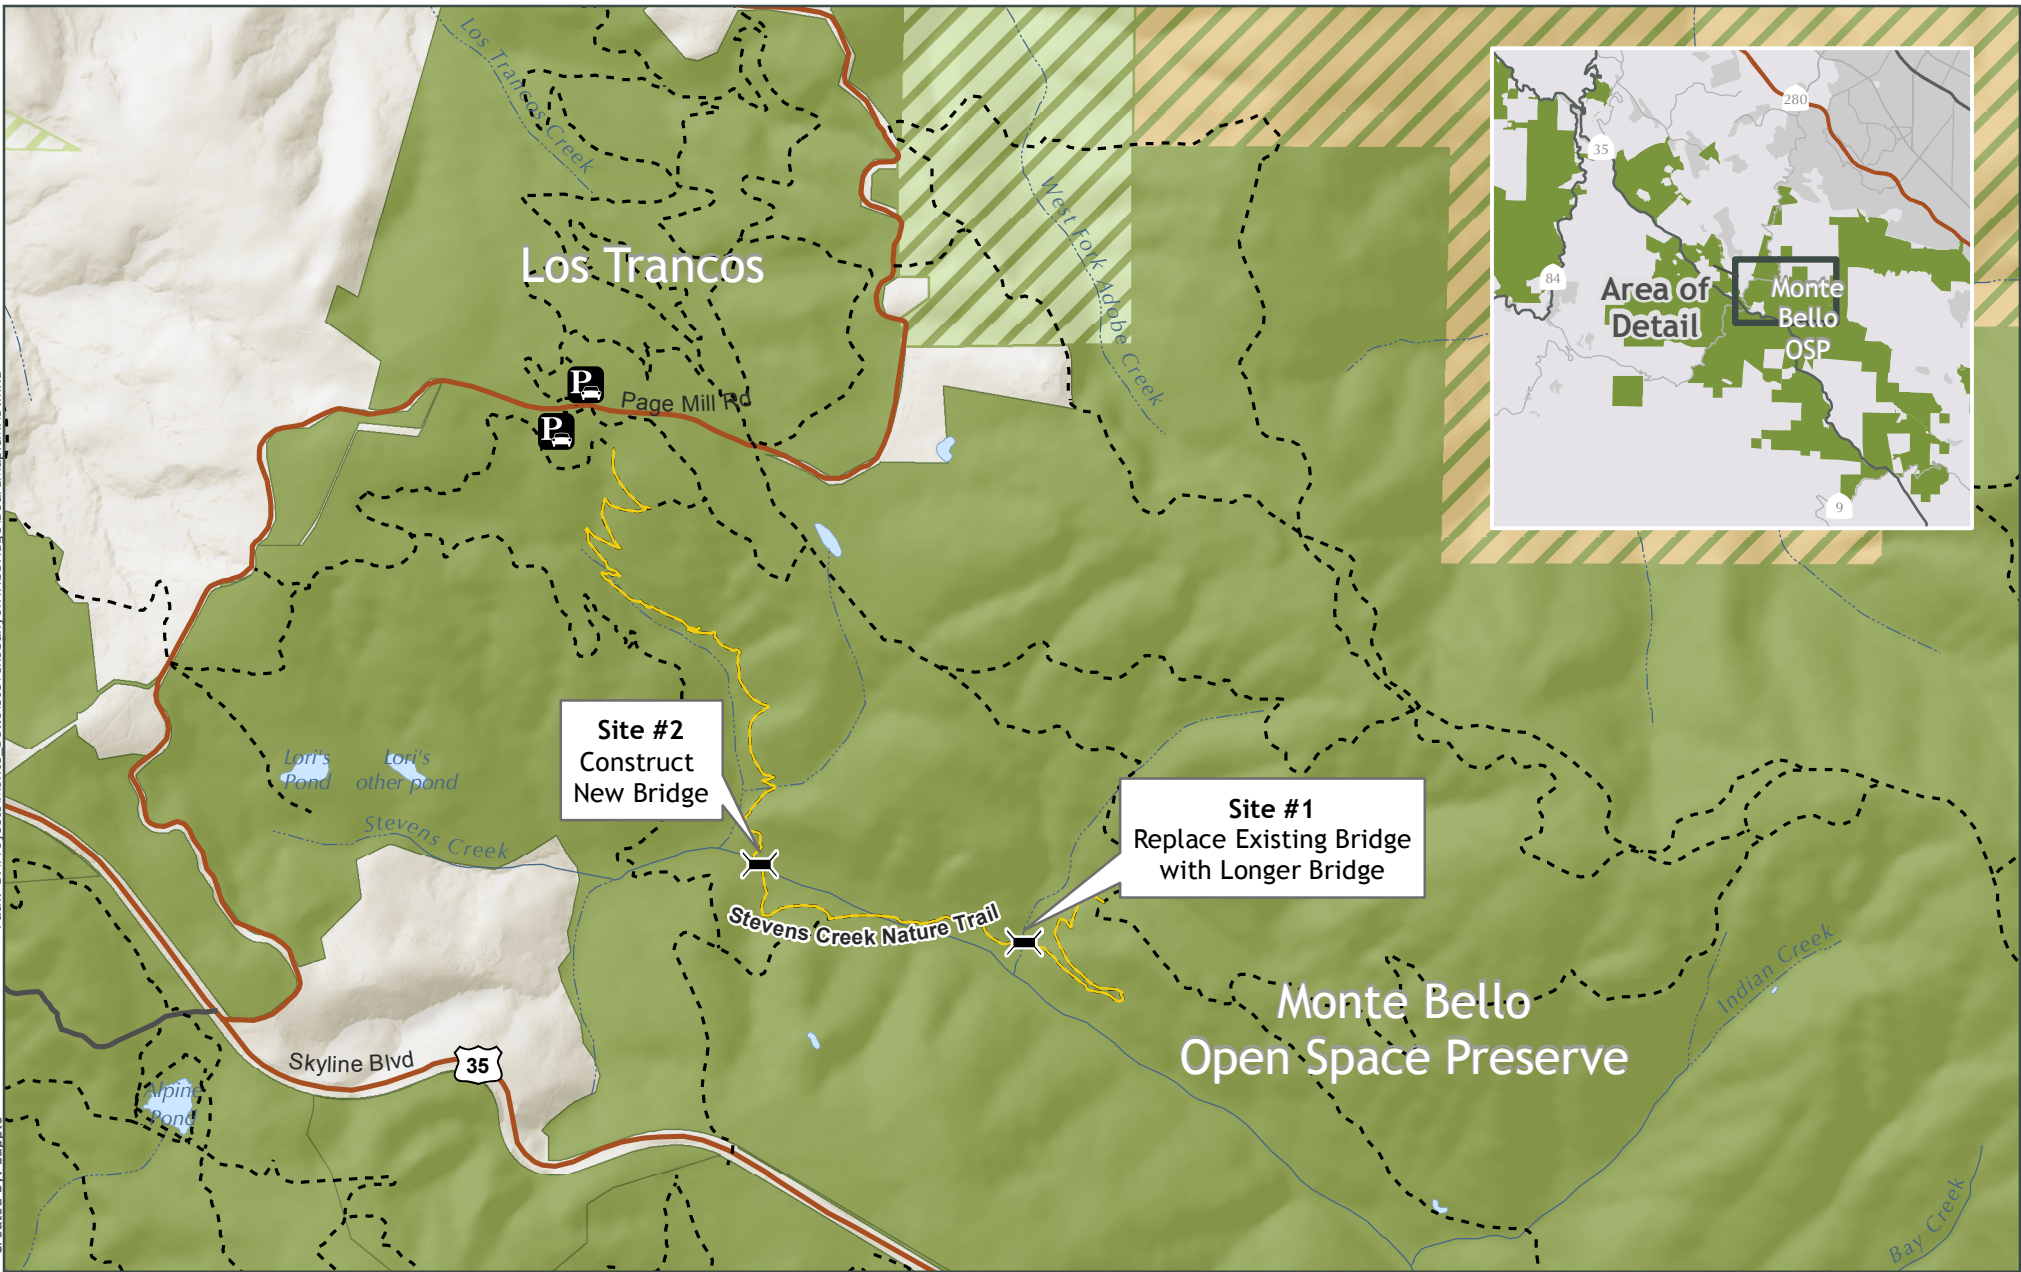 Los Trancos Creek
West Fork Adobe Creek
Los Trancos
P
P
Page Mill Rd
280
35
84
9
Area of
Detail
Monte
Bello
OSP
Site #2
Construct
New Bridge
Site #1
Replace Existing Bridge
with Longer Bridge
Lori's
Pond
Lori's
other pond
Stevens Creek
Stevens Creek Nature Trail
Monte Bello
Open Space Preserve
Indian Creek
Bay Creek
Skyline Blvd
35
Alpine
Pond